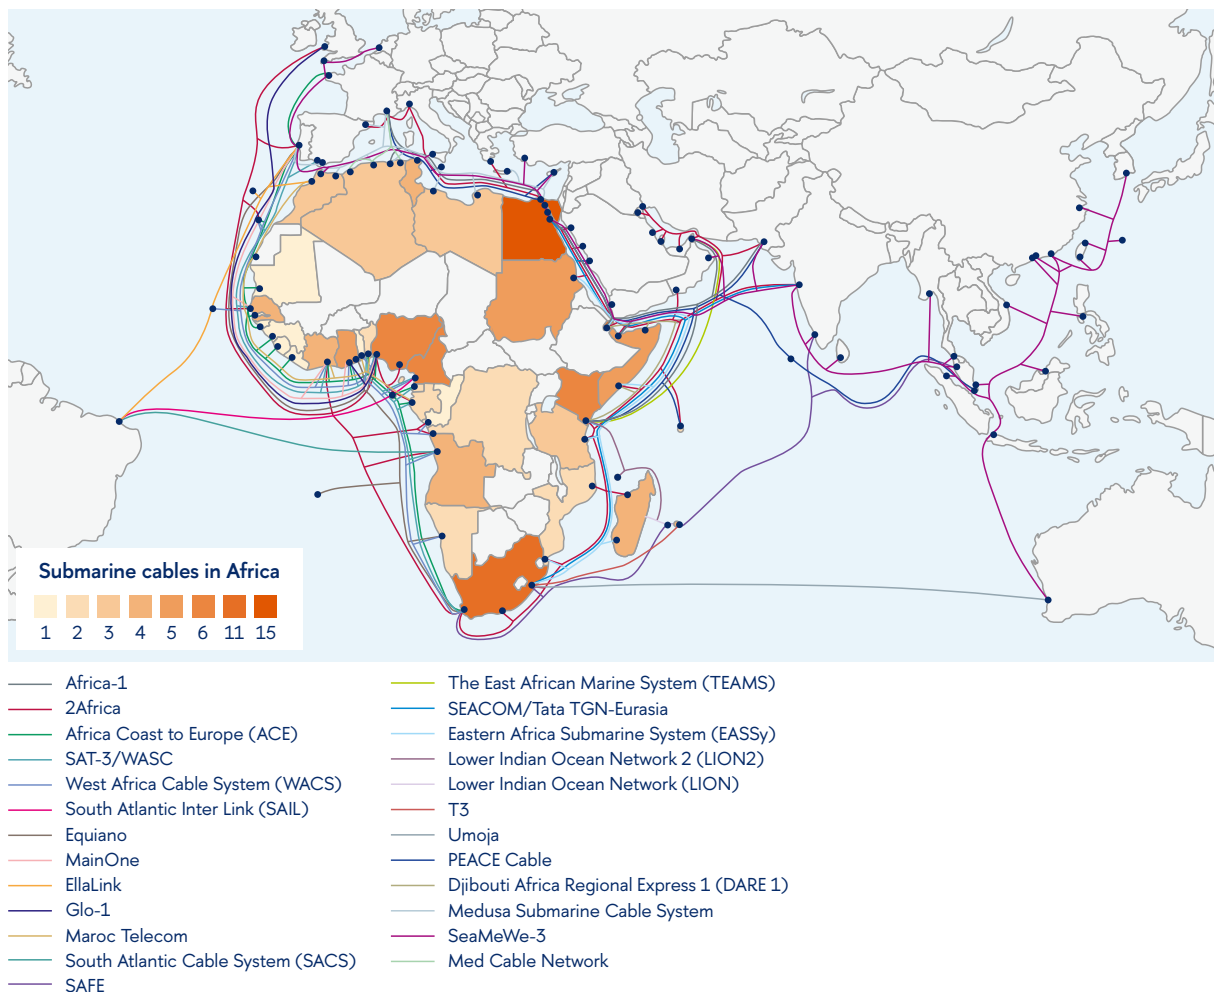 Submarine cables in Africa
1 2 3 4 5 6 11 15
Africa-1
2Africa
Africa Coast to Europe (ACE)
SAT-3/WASC
West Africa Cable System (WACS)
South Atlantic Inter Link (SAIL)
Equiano
MainOne
EllaLink
Glo-1
Maroc Telecom
South Atlantic Cable System (SACS)
SAFE
The East African Marine System (TEAMS)
SEACOM/Tata TGN-Eurasia
Eastern Africa Submarine System (EASSy)
Lower Indian Ocean Network 2 (LION2)
Lower Indian Ocean Network (LION)
T3
Umoja
PEACE Cable
Djibouti Africa Regional Express 1 (DARE 1)
Medusa Submarine Cable System
SeaMeWe-3
Med Cable Network